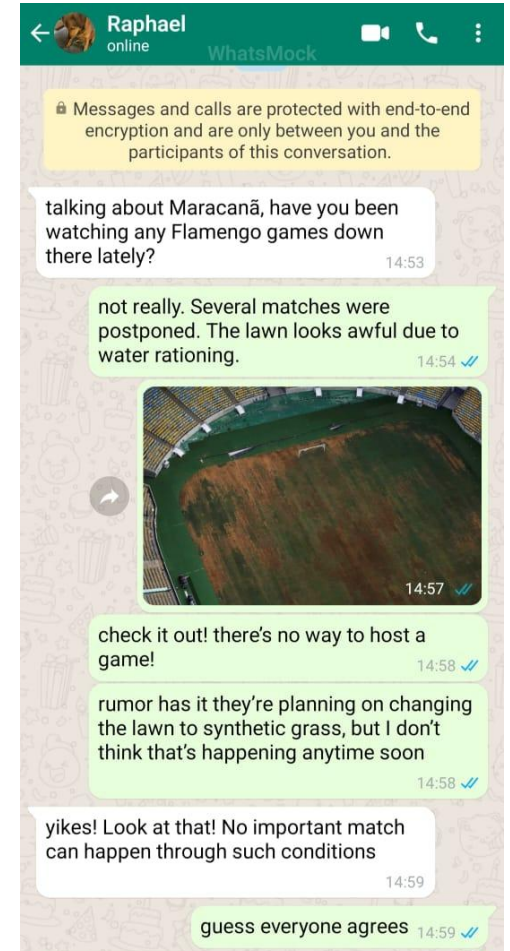 Raphael
online
WhatsMock
Messages and calls are protected with end-to-end
encryption and are only between you and the
participants of this conversation.
talking about Maracanã, have you been
watching any Flamengo games down
there lately?
14:53
not really. Several matches were
postponed. The lawn looks awful due to
water rationing.
14:54
14:57
check it out! there’s no way to host a
game!
14:58
rumor has it they’re planning on changing
the lawn to synthetic grass, but I don’t
think that’s happening anytime soon
14:58
yikes! Look at that! No important match
can happen through such conditions
14:59
guess everyone agrees 14:59